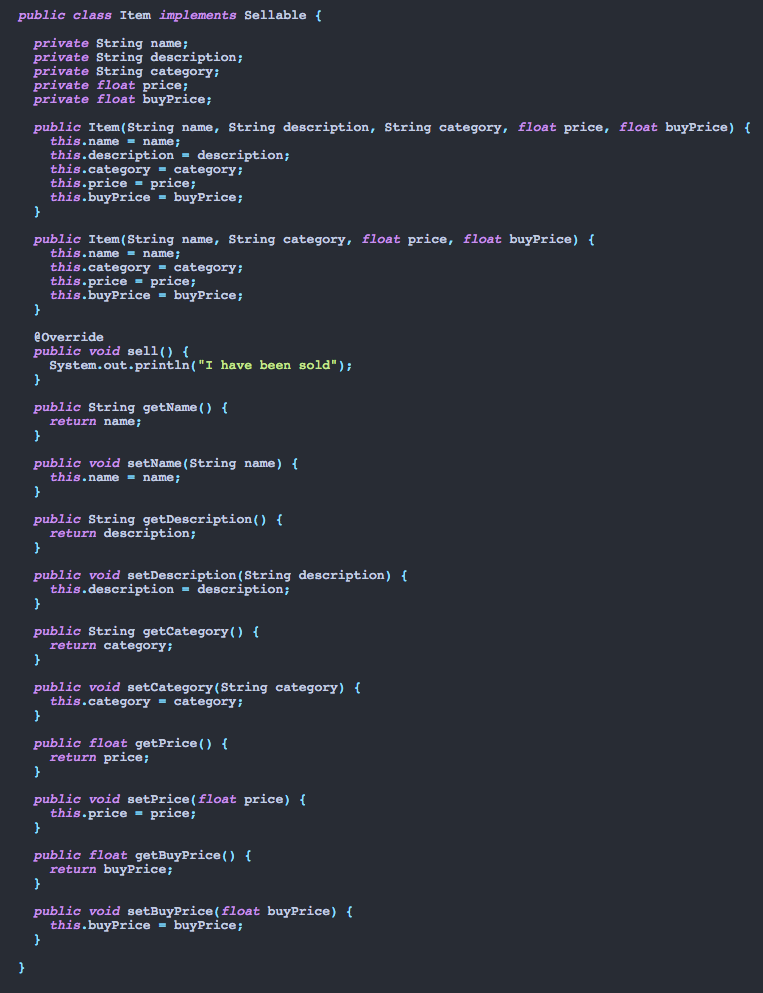 public class Item implements Sellable {
private String name;
private String description;
private String category;
private float price;
private float buyPrice;
public Item(String name, String description, String category, float price, float buyPrice) {
this.name = name;
this.description = description;
this.category = category;
this.price = price;
this.buyPrice = buyPrice;
}
public Item(String name, String category, float price, float buyPrice) {
this.name = name;
this.category = category;
this.price = price;
this.buyPrice = buyPrice;
}
@Override
public void sell() {
System.out.println("I have been sold");
}
public String getName() {
return name;
}
public void setName(String name) {
this.name = name;
}
public String getDescription() {
return description;
}
public void setDescription(String description) {
this.description = description;
}
public String getCategory() {
return category;
}
public void setCategory(String category) {
this.category = category;
}
public float getPrice() {
return price;
}
public void setPrice(float price) {
this.price = price;
}
public float getBuyPrice() {
return buyPrice;
}
public void setBuyPrice(float buyPrice) {
this.buyPrice = buyPrice;
}
}